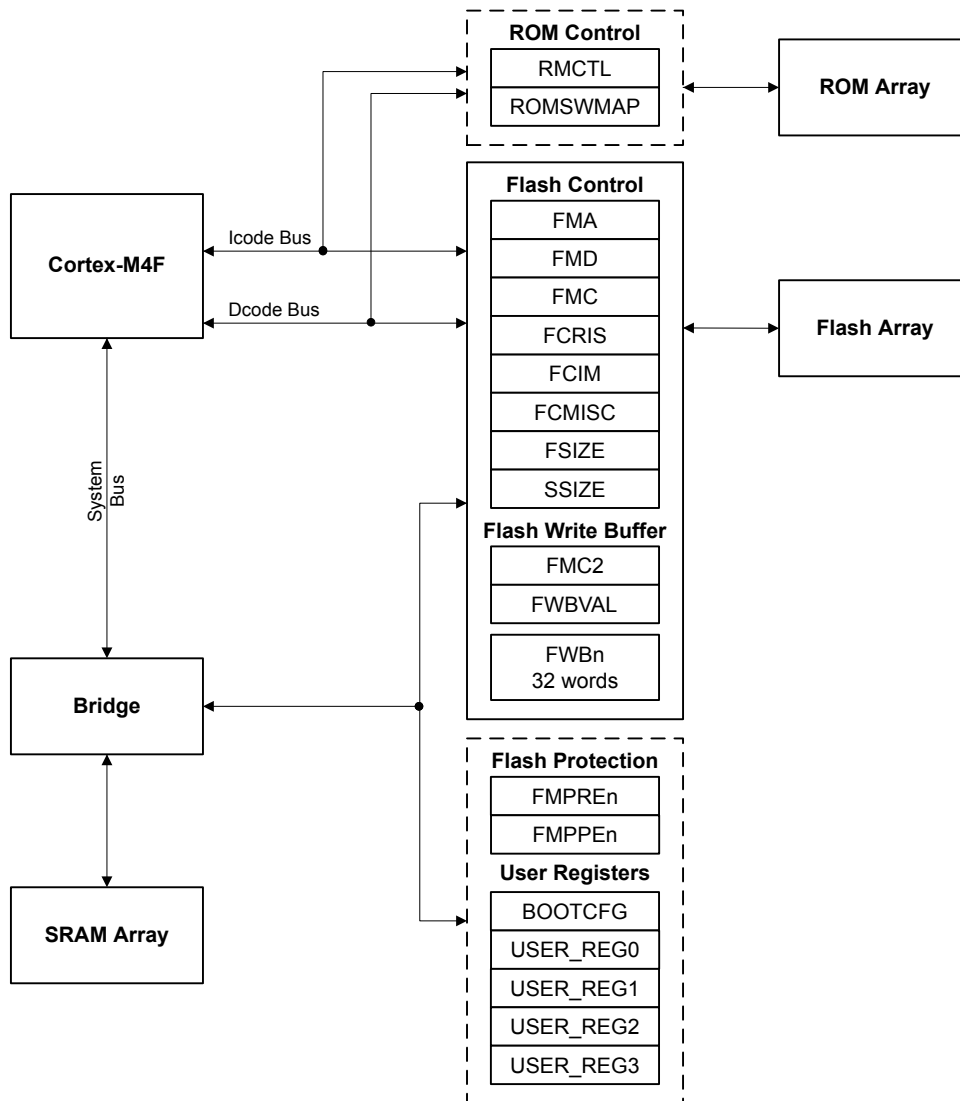 ROM Control
RMCTL
ROMSWMAP
ROM Array
Flash Control
FMA
FMD
FMC
FCRIS
FCIM
FCMISC
FSIZE
SSIZE
Flash Write Buffer
FMC2
FWBVAL
FWBn
32 words
Cortex-M4F
Icode Bus
Dcode Bus
Flash Array
System
Bus
Bridge
SRAM Array
Flash Protection
FMPREn
FMPPEn
User Registers
BOOTCFG
USER_REG0
USER_REG1
USER_REG2
USER_REG3